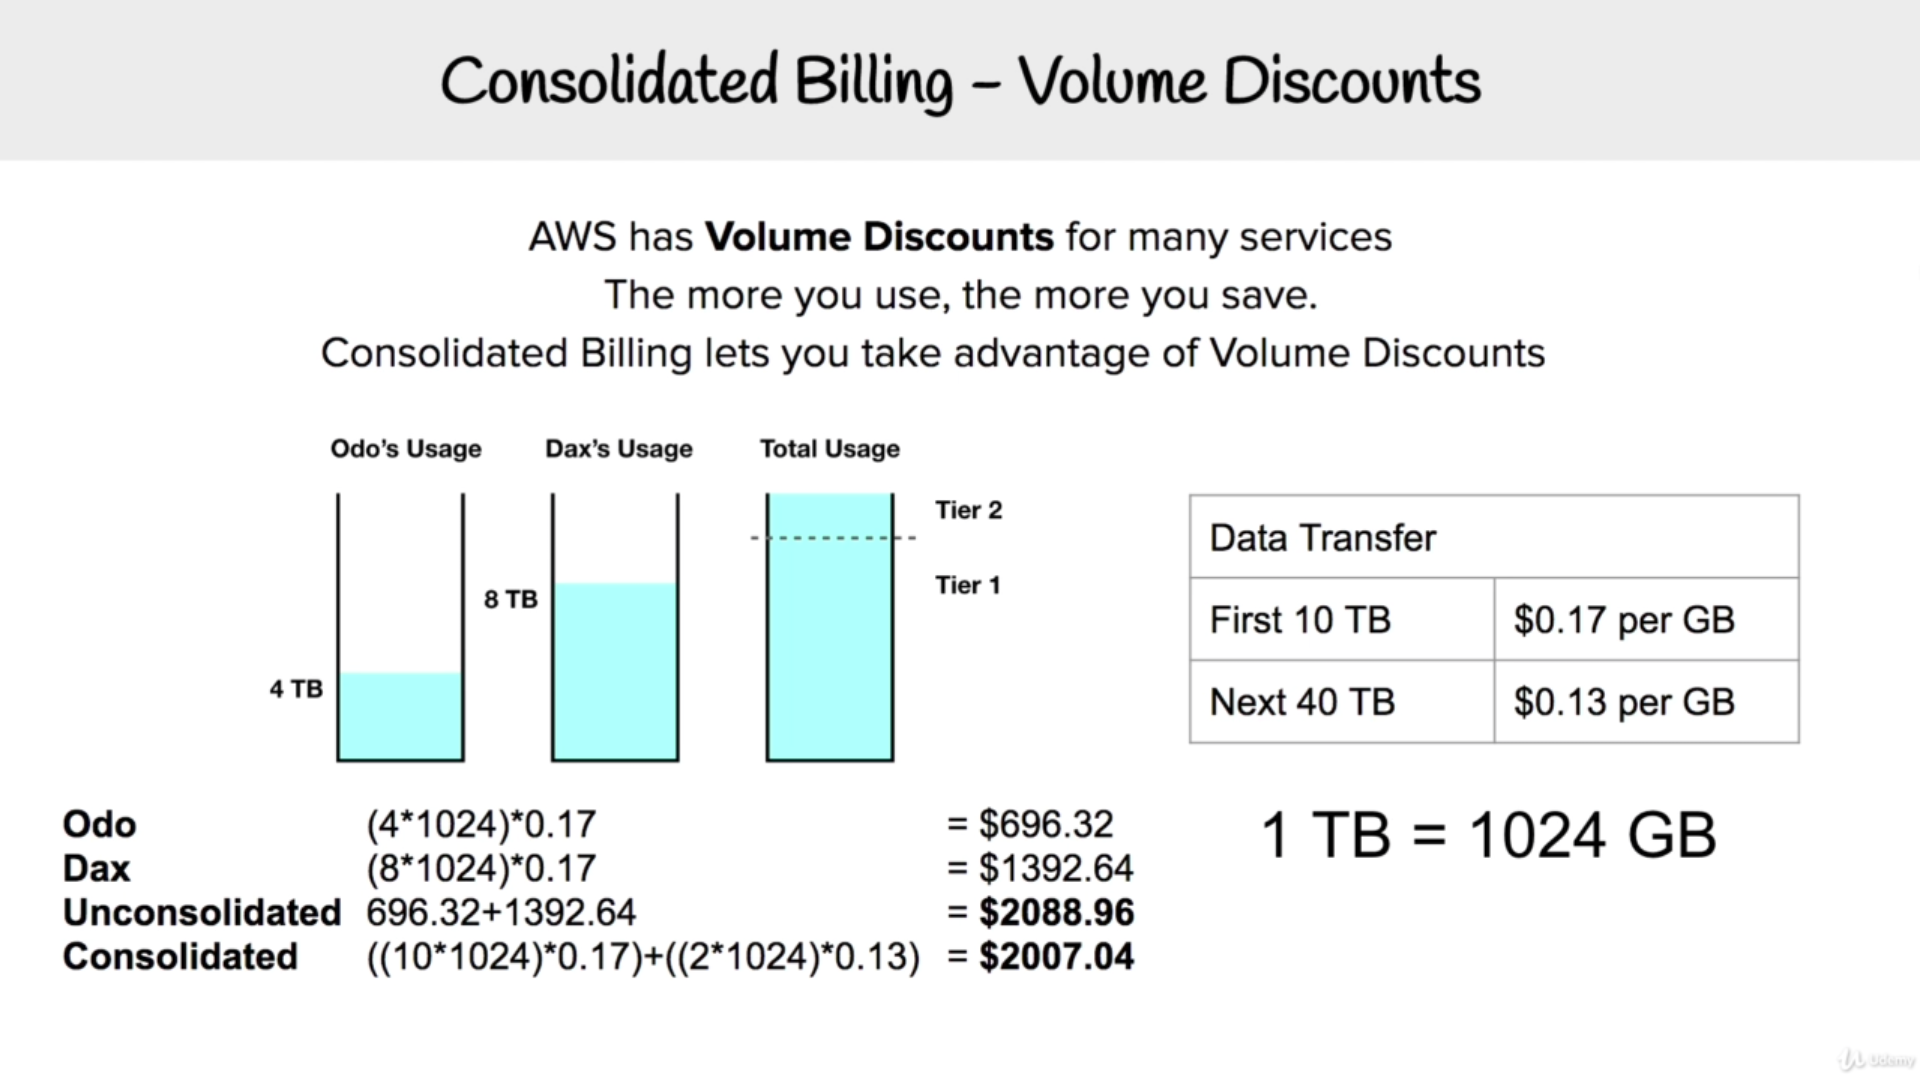 Consolidated Billing – Volume Discounts
AWS has Volume Discounts for many services
The more you use, the more you save.
Consolidated Billing lets you take advantage of Volume Discounts
Odo's Usage
Dax's Usage
Total Usage
4 TB
8 TB
Tier 2
Tier 1
Data Transfer
First 10 TB $0.17 per GB
Next 40 TB $0.13 per GB
1 TB = 1024 GB
Odo (4*1024)*0.17 = $696.32
Dax (8*1024)*0.17 = $1392.64
Unconsolidated 696.32+1392.64 = $2088.96
Consolidated ((10*1024)*0.17)+((2*1024)*0.13) = $2007.04
Udemy